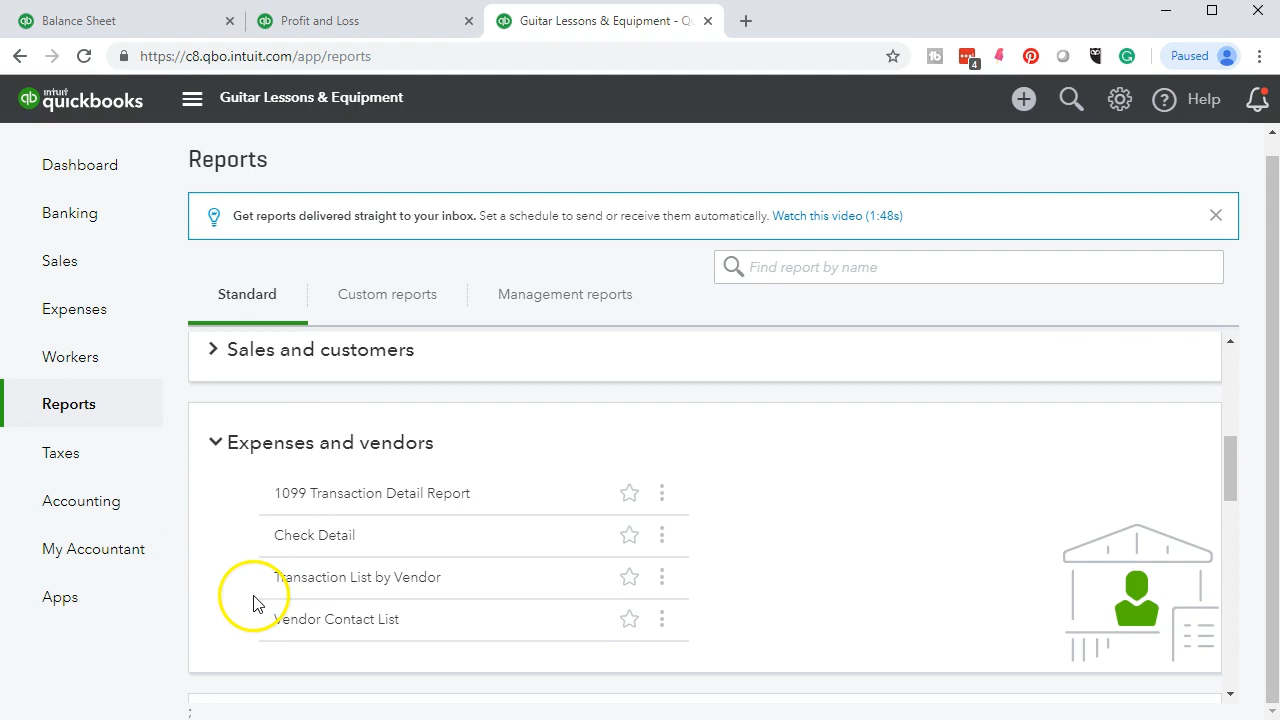 Balance Sheet
Profit and Loss
Guitar Lessons & Equipment - Q
https://c8.qbo.intuit.com/app/reports
4
Paused
intuit quickbooks
Guitar Lessons & Equipment
Help
Dashboard
Banking
Sales
Expenses
Workers
Reports
Taxes
Accounting
My Accountant
Apps
Reports
Get reports delivered straight to your inbox. Set a schedule to send or receive them automatically. Watch this video (1:48s)
Find report by name
Standard
Custom reports
Management reports
Sales and customers
Expenses and vendors
1099 Transaction Detail Report
Check Detail
Transaction List by Vendor
Vendor Contact List
;